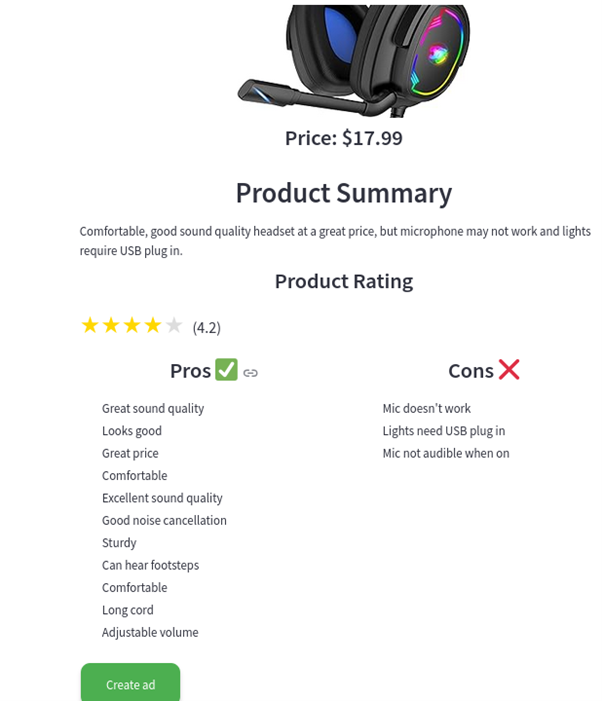 Price: $17.99
Product Summary
Comfortable, good sound quality headset at a great price, but microphone may not work and lights
require USB plug in.
Product Rating
(4.2)
Pros
Great sound quality
Looks good
Great price
Comfortable
Excellent sound quality
Good noise cancellation
Sturdy
Can hear footsteps
Comfortable
Long cord
Adjustable volume
Cons
Mic doesn't work
Lights need USB plug in
Mic not audible when on
Create ad